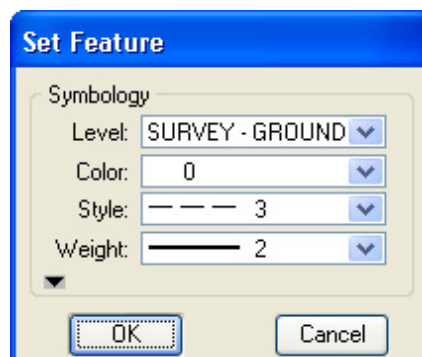 Set Feature
Symbology
Level: SURVEY - GROUND
Color: 0
Style: 3
Weight: 2
OK Cancel